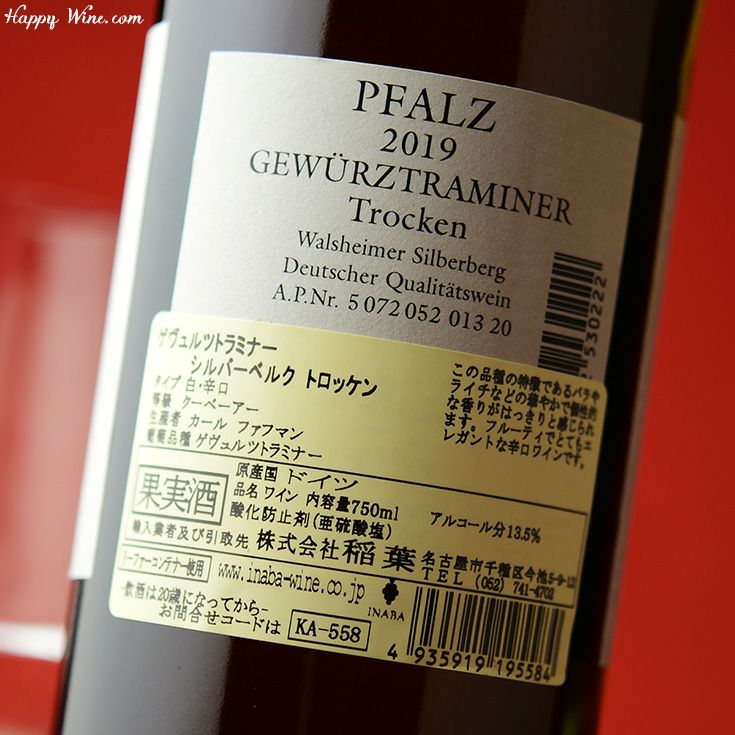 Happy Wine.com
PFALZ
2019
GEWÜRZTRAMINER
Trocken
Walsheimer Silberberg
Deutscher Qualitätswein
A.P.Nr. 5 072 052 013 20
530222
ゲヴュルツトラミナー
シルバーベルク トロッケン
タイプ 白・辛口
等級 クーベーアー
生産者 カール ファフマン
葡萄品種 ゲヴュルツトラミナー
この品種の特徴であるバラや
ライチなどの華やかで個性的
な香りがはっきりと感じられ
ます。フルーティでとてもエ
レガントな辛口ワインです。
果実酒
原産国 ドイツ
品名 ワイン 内容量750ml
酸化防止剤(亜硫酸塩)
アルコール分13.5%
輸入業者及び引取先 株式会社 稲葉
名古屋市千種区今池5-9-12
TEL (052) 741-4702
リーファーコンテナー使用
www.inaba-wine.co.jp
INABA
-飲酒は20歳になってから-
お問合せコードは KA-558
4 935919 195584